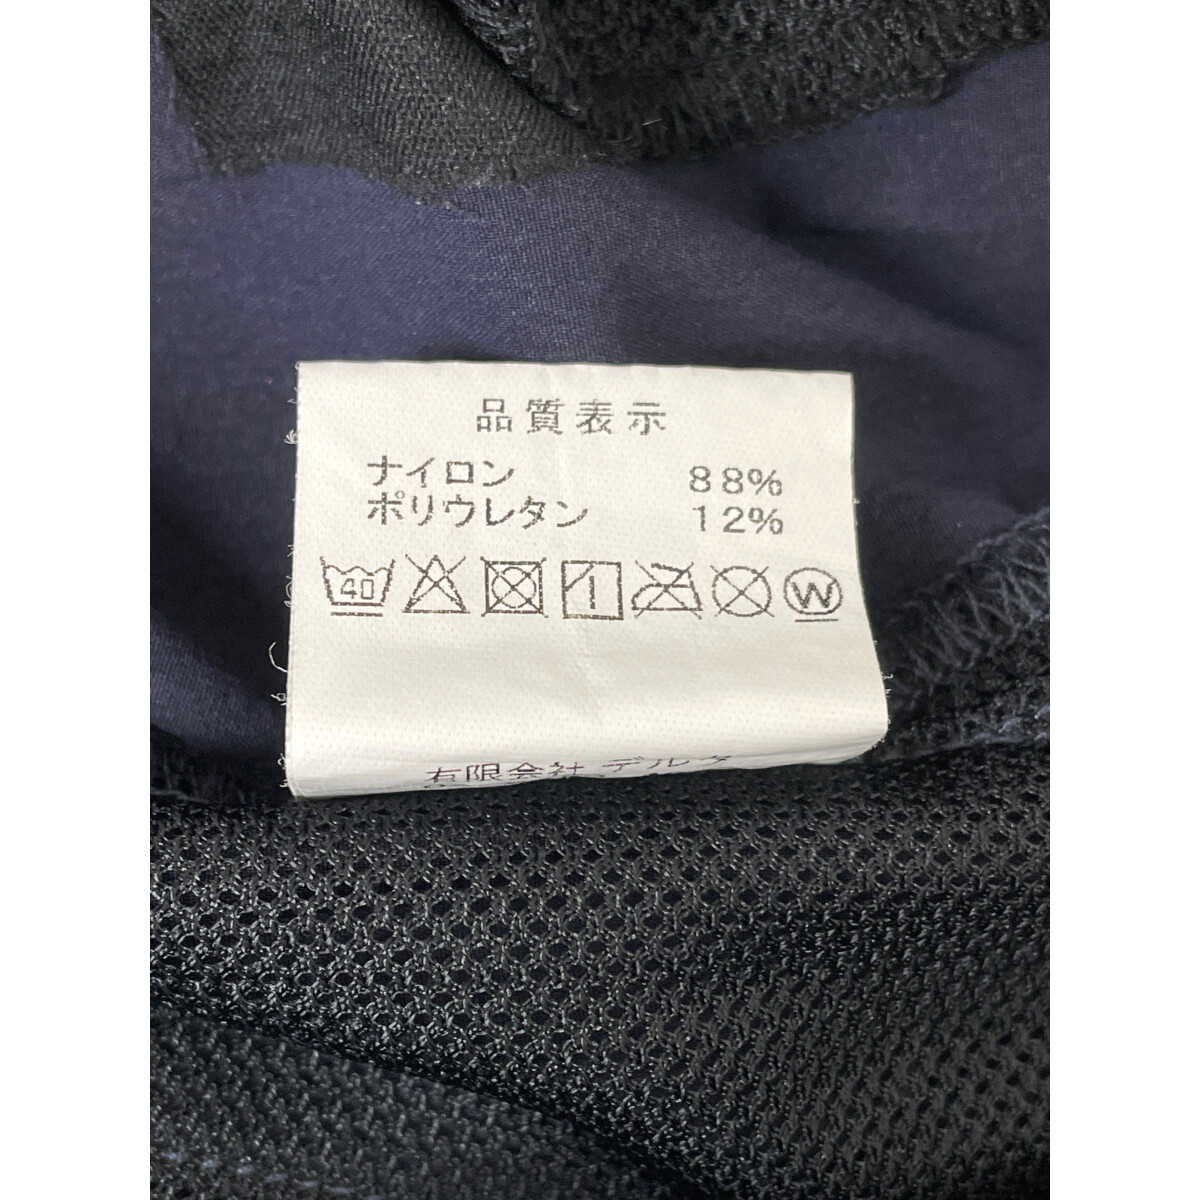 品質表示
ナイロン 88%
ポリウレタン 12%
40 W
有限会社 デルタ